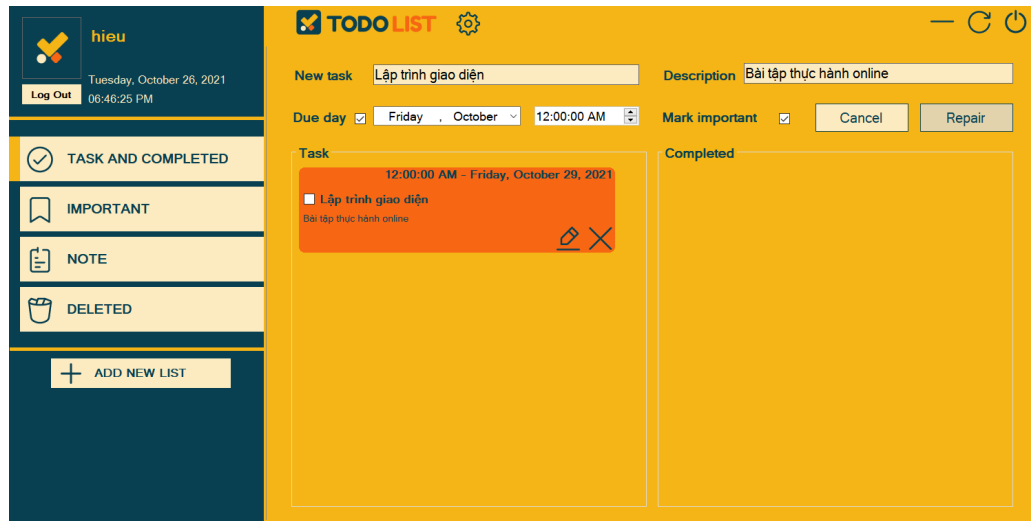 hieu
Tuesday, October 26, 2021
Log Out
06:46:25 PM
TASK AND COMPLETED
IMPORTANT
NOTE
DELETED
ADD NEW LIST
TODO LIST
New task Lập trình giao diện
Description Bài tập thực hành online
Due day Friday , October 12:00:00 AM
Mark important Cancel Repair
Task
12:00:00 AM - Friday, October 29, 2021
Lập trình giao diện
Bài tập thực hành online
Completed